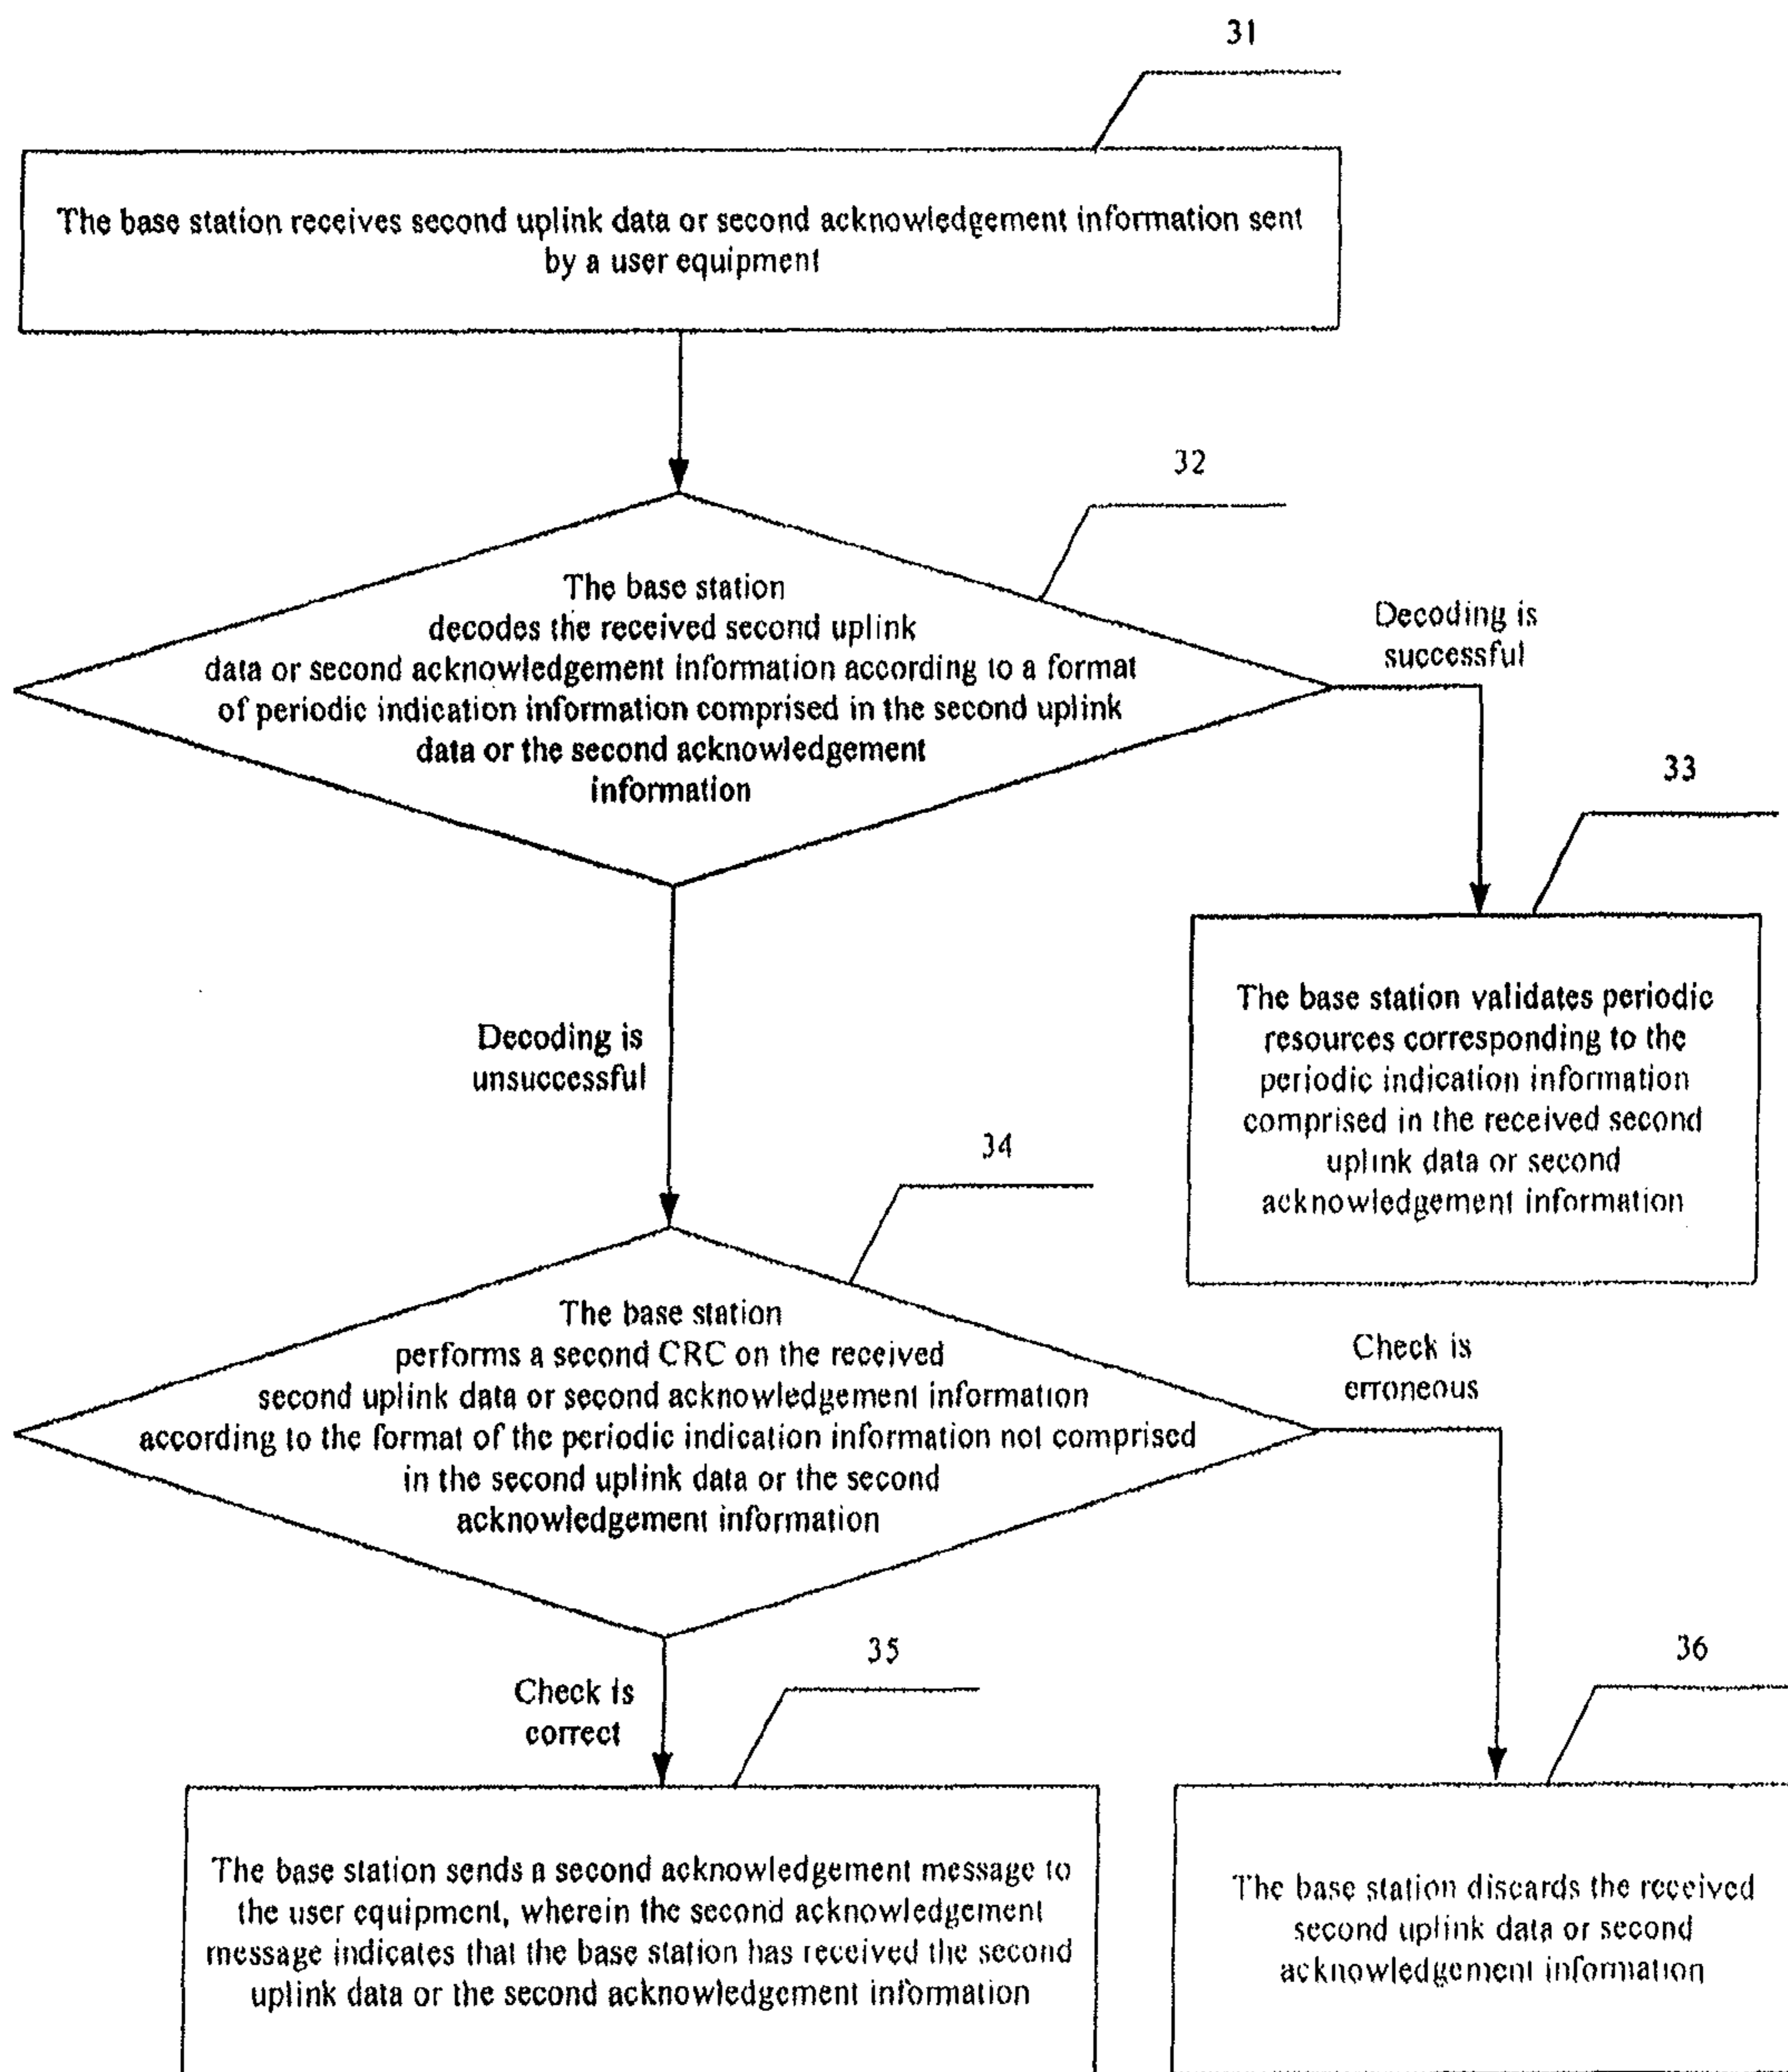 31
The base station receives second uplink data or second acknowledgement information sent
by a user equipment
32
The base station
decodes the received second uplink
data or second acknowledgement information according to a format
of periodic indication information comprised in the second uplink
data or the second acknowledgement
information
Decoding is
successful
33
The base station validates periodic
resources corresponding to the
periodic indication information
comprised in the received second
uplink data or second
acknowledgement information
Decoding is
unsuccessful
34
The base station
performs a second CRC on the received
second uplink data or second acknowledgement information
according to the format of the periodic indication information not comprised
in the second uplink data or the second
acknowledgement information
Check is
erroneous
Check is
correct
35
The base station sends a second acknowledgement message to
the user equipment, wherein the second acknowledgement
message indicates that the base station has received the second
uplink data or the second acknowledgement information
36
The base station discards the received
second uplink data or second
acknowledgement information